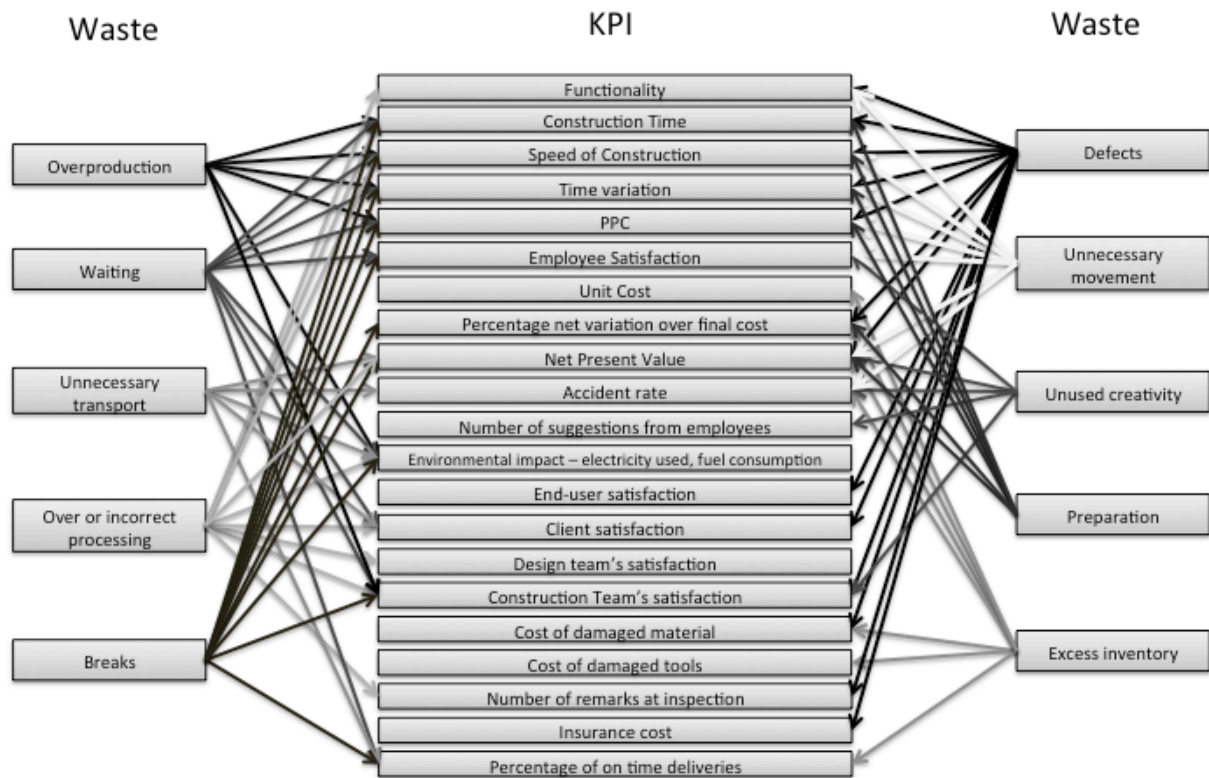 Waste
KPI
Waste
Functionality
Construction Time
Speed of Construction
Time variation
PPC
Employee Satisfaction
Unit Cost
Percentage net variation over final cost
Net Present Value
Accident rate
Number of suggestions from employees
Environmental impact – electricity used, fuel consumption
End-user satisfaction
Client satisfaction
Design team's satisfaction
Construction Team's satisfaction
Cost of damaged material
Cost of damaged tools
Number of remarks at inspection
Insurance cost
Percentage of on time deliveries
Overproduction
Waiting
Unnecessary
transport
Over or incorrect
processing
Breaks
Defects
Unnecessary
movement
Unused creativity
Preparation
Excess inventory